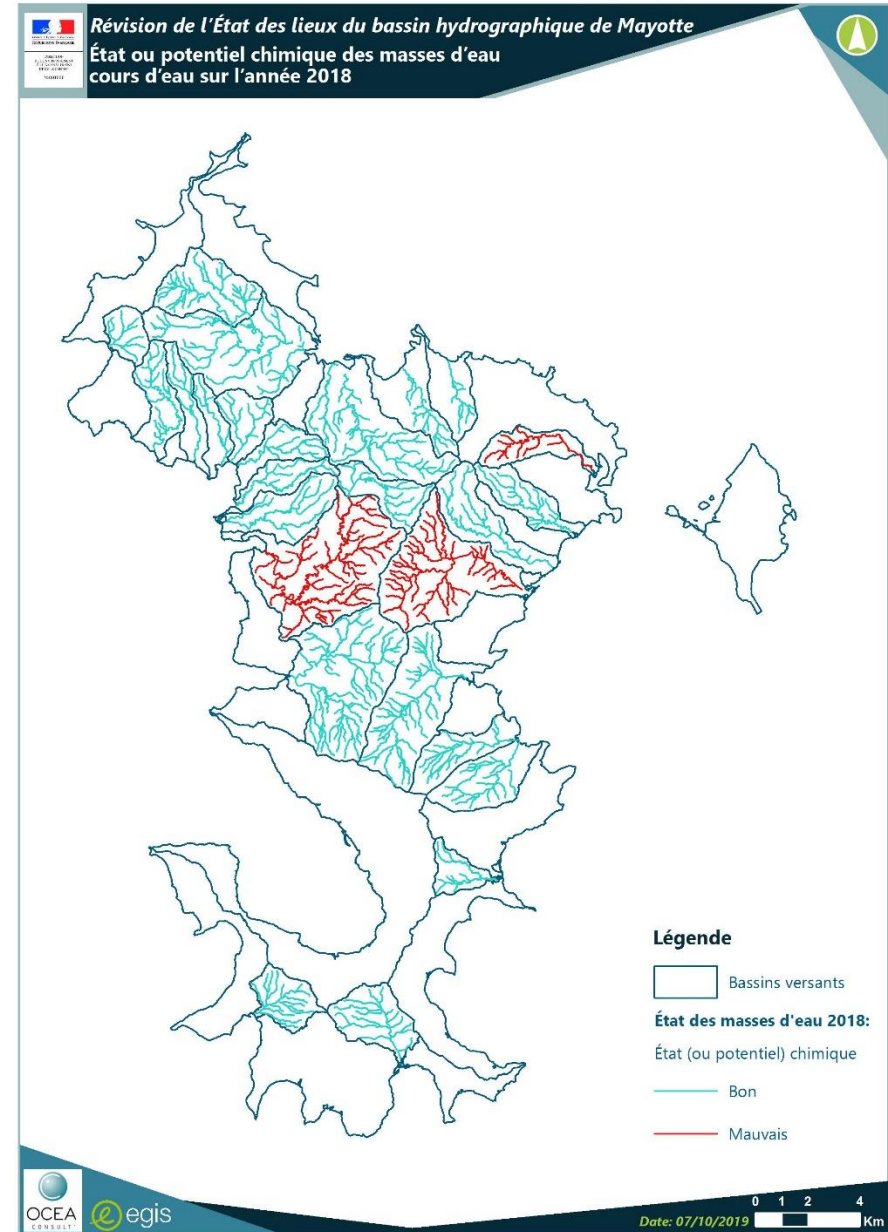 Révision de l'État des lieux du bassin hydrographique de Mayotte
État ou potentiel chimique des masses d'eau
cours d'eau sur l'année 2018
Légende
Bassins versants
État des masses d'eau 2018:
État (ou potentiel) chimique
Bon
Mauvais
OCEA
CONSULT'
egis
Date: 07/10/2019
0 1 2 4
Km